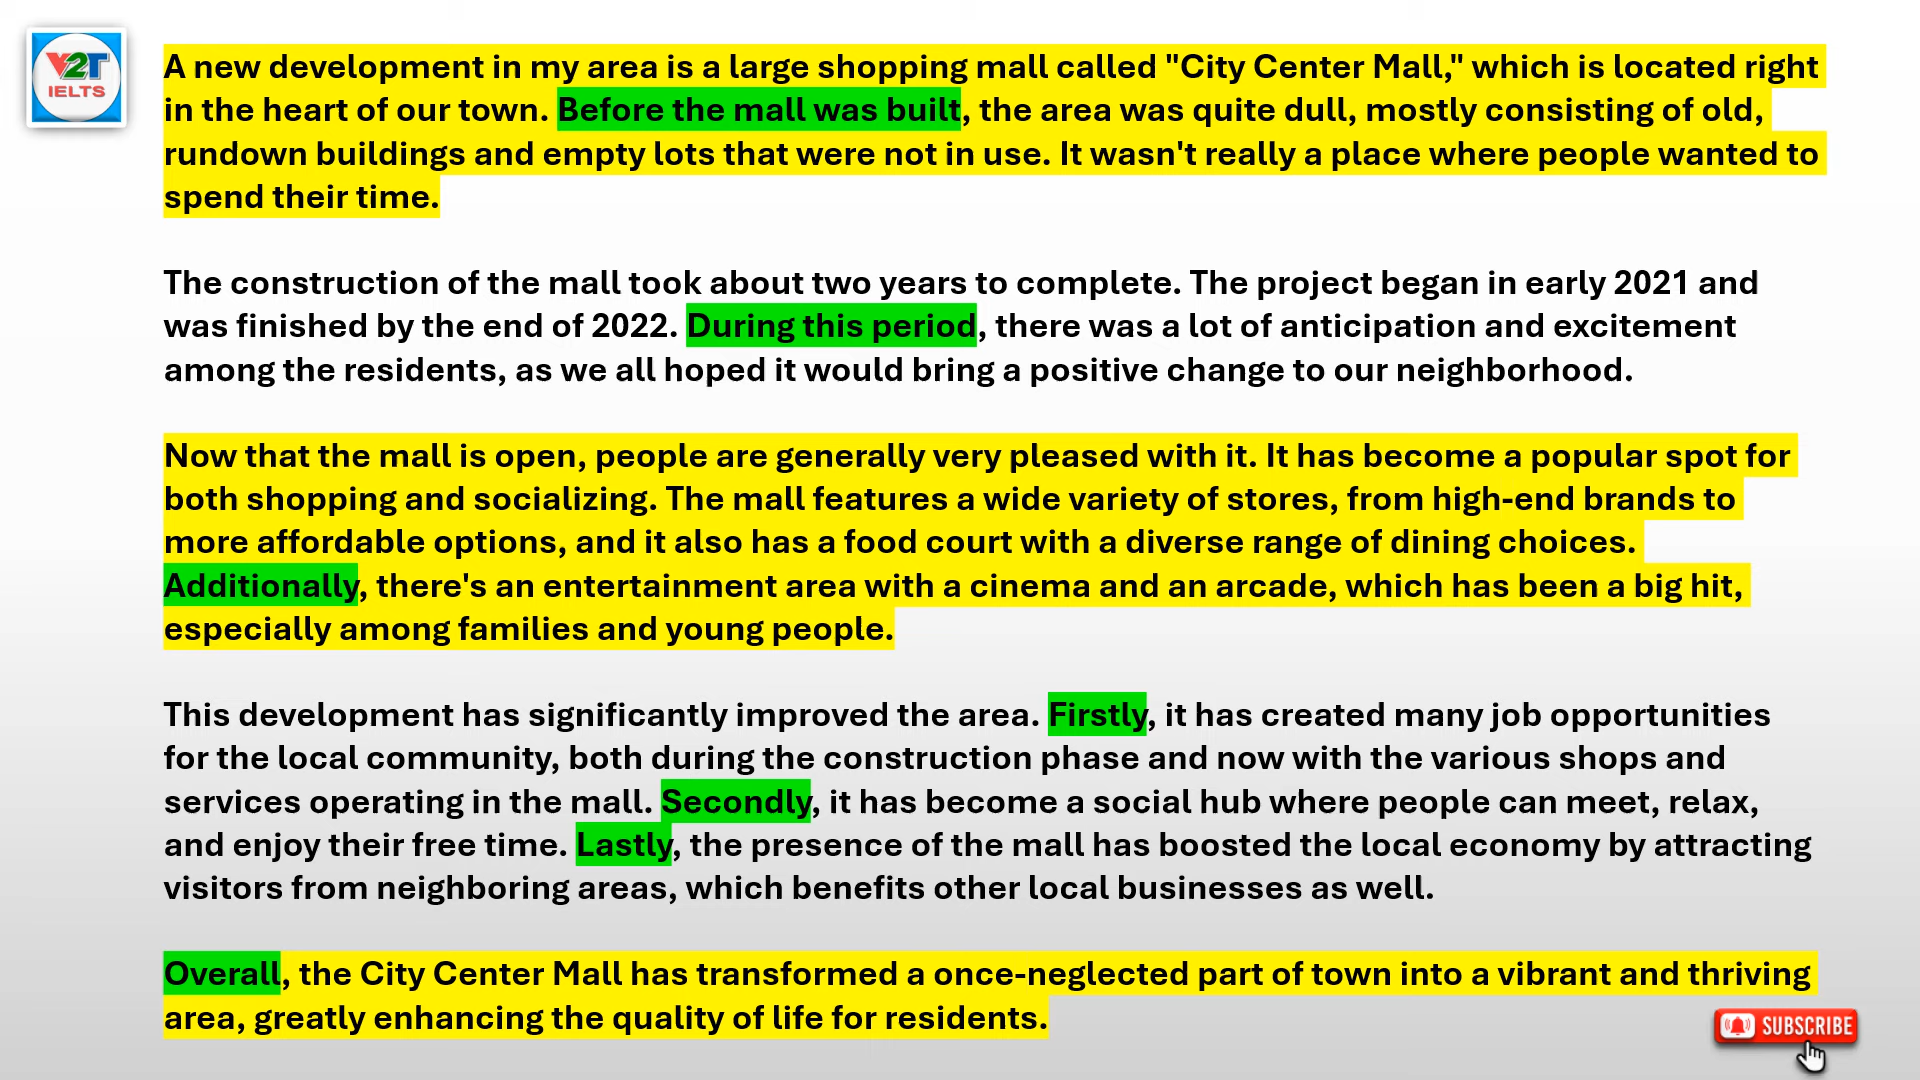 V2T
IELTS
A new development in my area is a large shopping mall called "City Center Mall," which is located right
in the heart of our town. Before the mall was built, the area was quite dull, mostly consisting of old,
rundown buildings and empty lots that were not in use. It wasn't really a place where people wanted to
spend their time.
The construction of the mall took about two years to complete. The project began in early 2021 and
was finished by the end of 2022. During this period, there was a lot of anticipation and excitement
among the residents, as we all hoped it would bring a positive change to our neighborhood.
Now that the mall is open, people are generally very pleased with it. It has become a popular spot for
both shopping and socializing. The mall features a wide variety of stores, from high-end brands to
more affordable options, and it also has a food court with a diverse range of dining choices.
Additionally, there's an entertainment area with a cinema and an arcade, which has been a big hit,
especially among families and young people.
This development has significantly improved the area. Firstly, it has created many job opportunities
for the local community, both during the construction phase and now with the various shops and
services operating in the mall. Secondly, it has become a social hub where people can meet, relax,
and enjoy their free time. Lastly, the presence of the mall has boosted the local economy by attracting
visitors from neighboring areas, which benefits other local businesses as well.
Overall, the City Center Mall has transformed a once-neglected part of town into a vibrant and thriving
area, greatly enhancing the quality of life for residents.
SUBSCRIBE